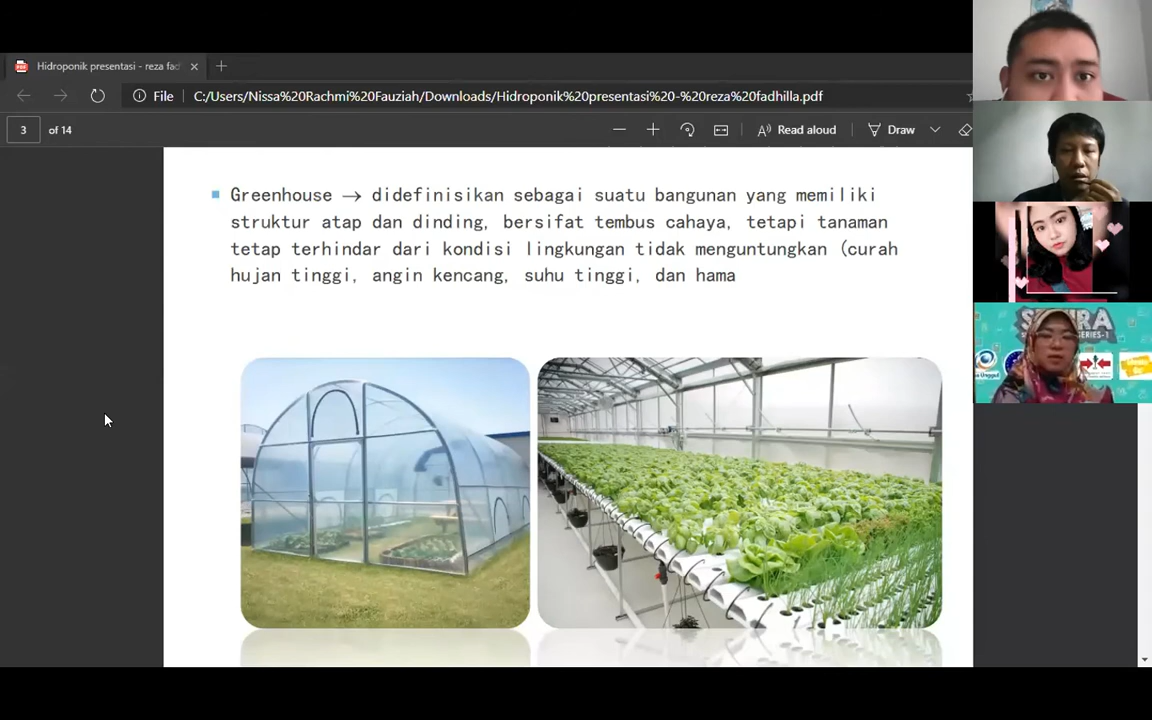 Hidroponik presentasi - reza fad
File
C:/Users/Nissa%20Rachmi%20Fauziah/Downloads/Hidroponik%20presentasi%20-%20reza%20fadhilla.pdf
3 of 14
Read aloud
Draw
Greenhouse → didefinisikan sebagai suatu bangunan yang memiliki
struktur atap dan dinding, bersifat tembus cahaya, tetapi tanaman
tetap terhindar dari kondisi lingkungan tidak menguntungkan (curah
hujan tinggi, angin kencang, suhu tinggi, dan hama